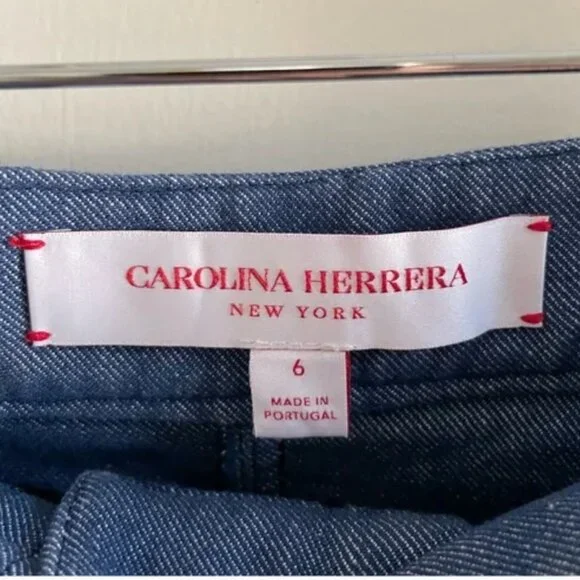 CAROLINA HERRERA
NEW YORK
6
MADE IN
PORTUGAL